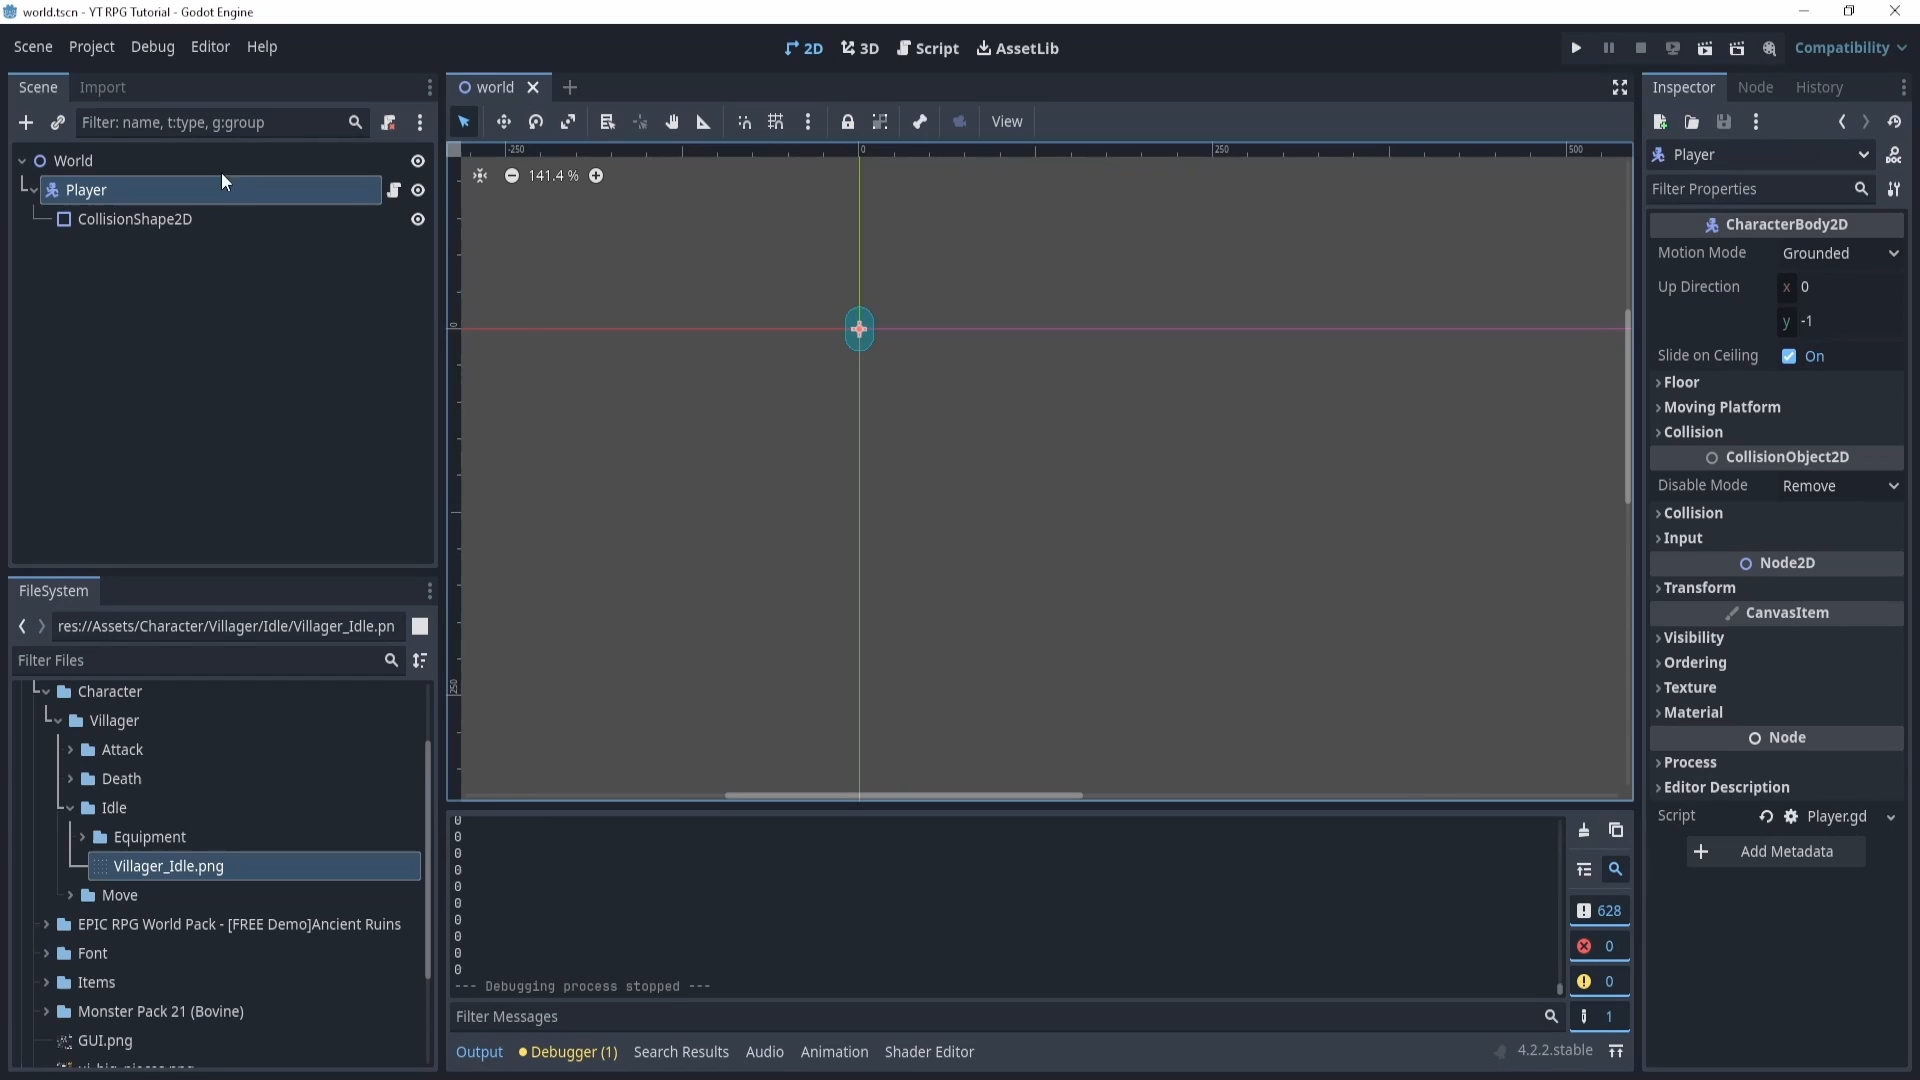 world.tscn - YT RPG Tutorial - Godot Engine
Scene Project Debug Editor Help
2D 3D Script AssetLib
Compatibility
Scene Import
Filter: name, t:type, g:group
World
Player
CollisionShape2D
FileSystem
res://Assets/Character/Villager/Idle/Villager_Idle.pn
Filter Files
Character
Villager
Attack
Death
Idle
Equipment
Villager_Idle.png
Move
EPIC RPG World Pack - [FREE Demo]Ancient Ruins
Font
Items
Monster Pack 21 (Bovine)
GUI.png
world
View
-250 0 250 500
141.4 %
0
250
0
0
0
0
0
0
0
0
0
0
--- Debugging process stopped ---
Filter Messages
628
0
0
1
Output Debugger (1) Search Results Audio Animation Shader Editor
4.2.2.stable
Inspector Node History
Player
Filter Properties
CharacterBody2D
Motion Mode Grounded
Up Direction x 0
y -1
Slide on Ceiling On
Floor
Moving Platform
Collision
CollisionObject2D
Disable Mode Remove
Collision
Input
Node2D
Transform
CanvasItem
Visibility
Ordering
Texture
Material
Node
Process
Editor Description
Script Player.gd
Add Metadata